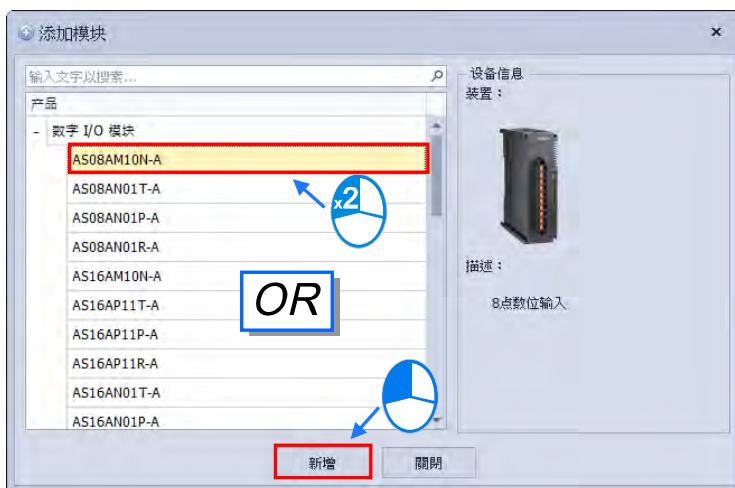 添加模块
×
输入文字以搜索...
产品
- 数字 I/O 模块
AS08AM10N-A
AS08AN01T-A
AS08AN01P-A
AS08AN01R-A
AS16AM10N-A
AS16AP11T-A
AS16AP11P-A
AS16AP11R-A
AS16AN01T-A
AS16AN01P-A
x2
OR
设备信息
装置：
描述：
8点数位输入
新增
關閉